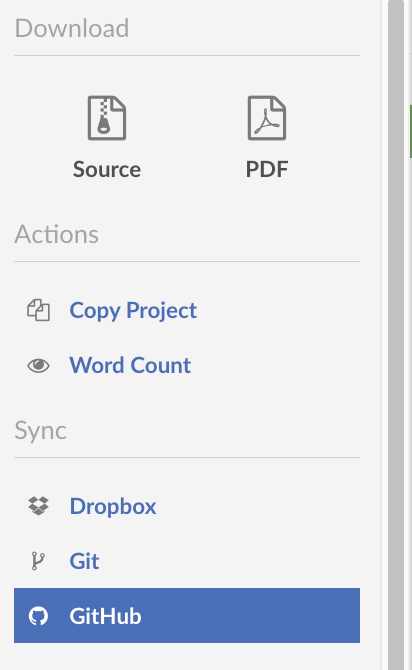 Download
Source PDF
Actions
Copy Project
Word Count
Sync
Dropbox
Git
GitHub